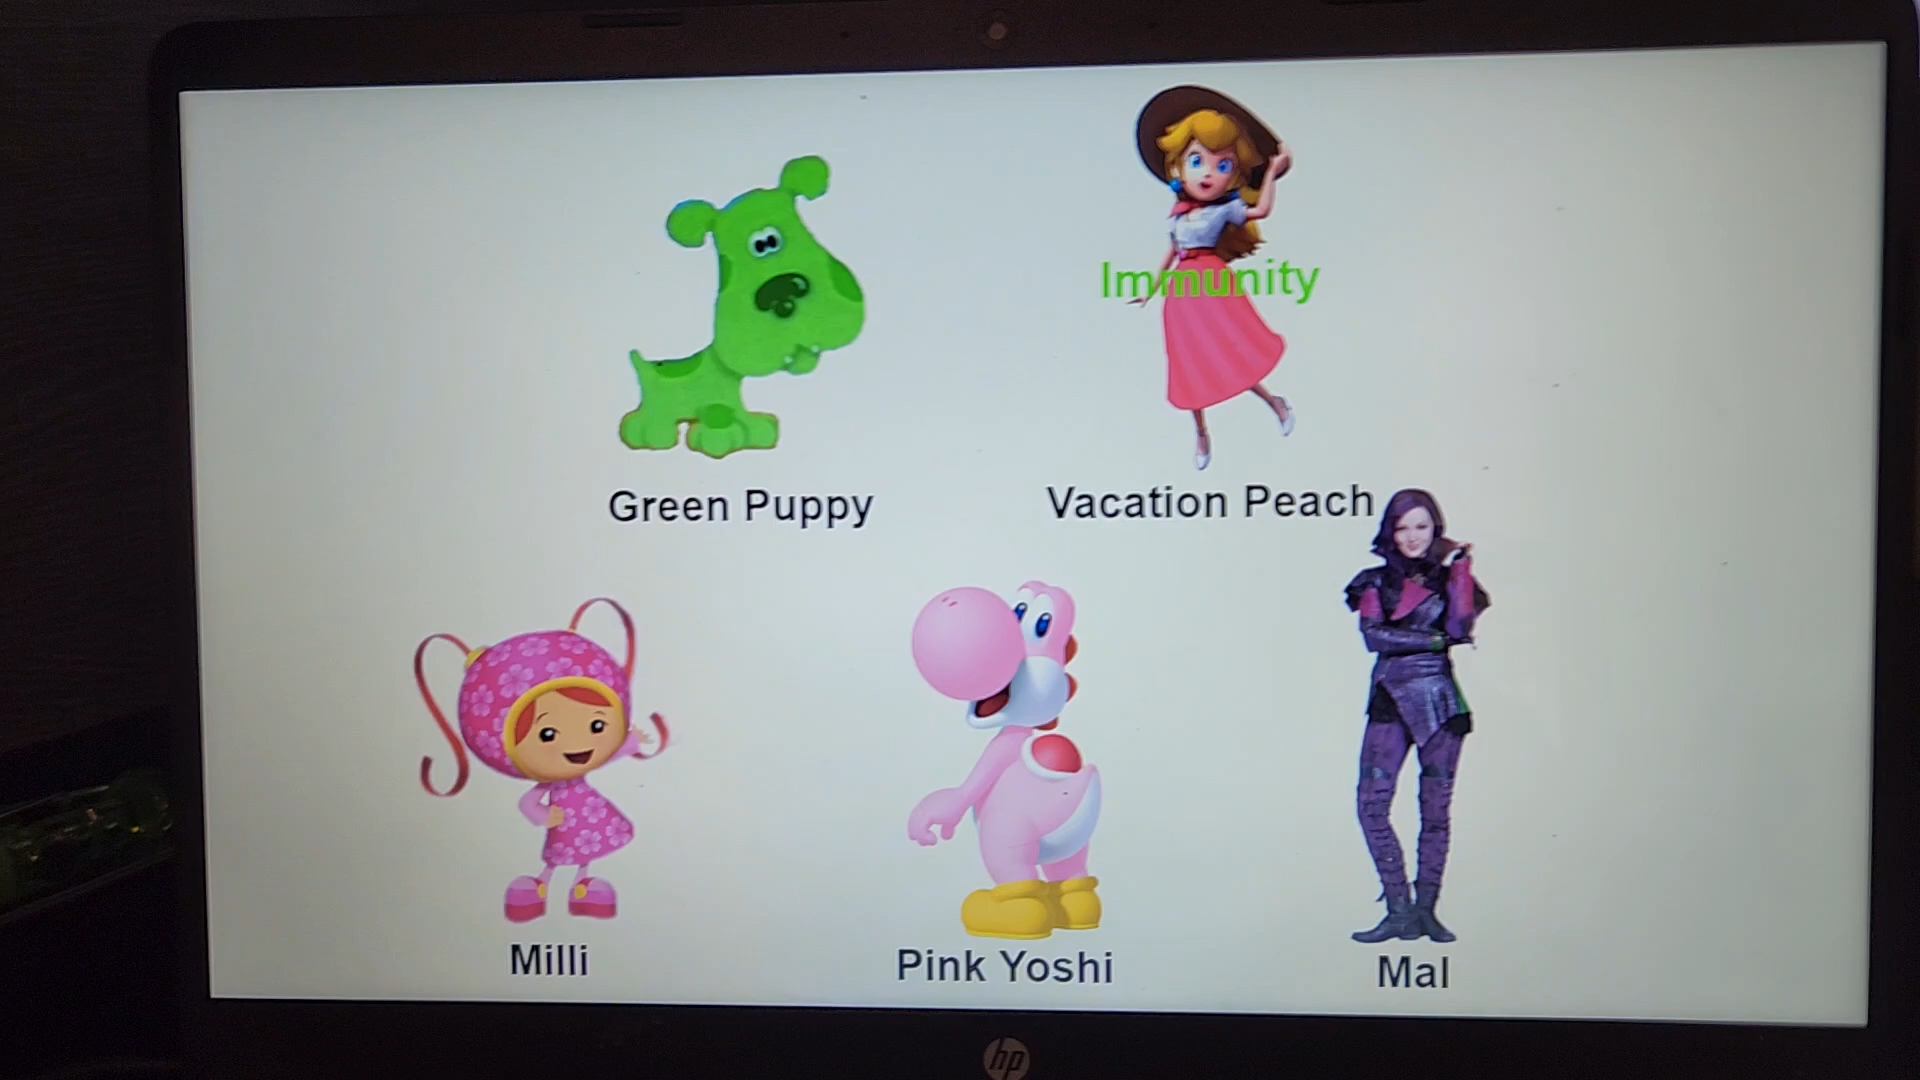 Immunity
Green Puppy
Vacation Peach
Milli
Pink Yoshi
Mal
hp